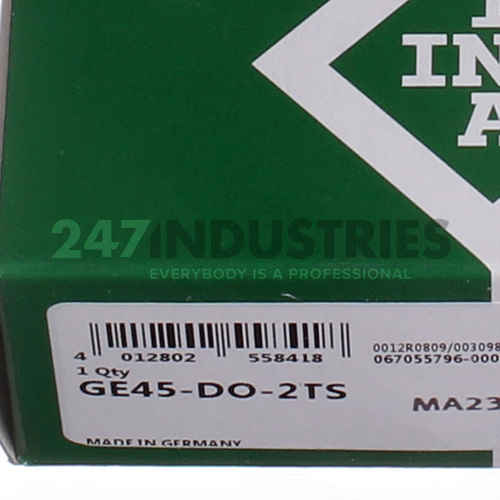 IN
A
247INDUSTRIES
EVERYBODY IS A PROFESSIONAL
4 012802 558418
0012R0809/003098
067055796-000
1 Qty
GE45-DO-2TS
MA23
MADE IN GERMANY